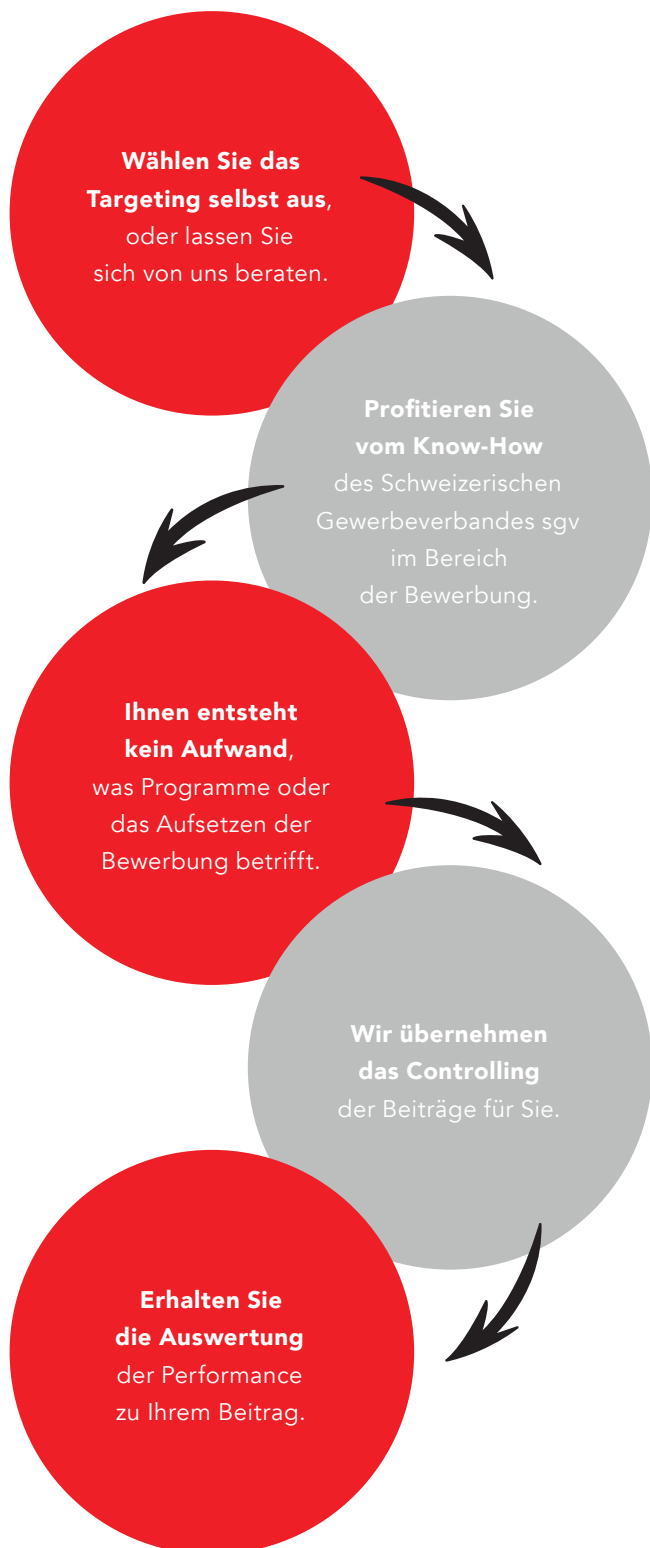 Wählen Sie das
Targeting selbst aus,
oder lassen Sie
sich von uns beraten.
Profitieren Sie
vom Know-How
des Schweizerischen
Gewerbeverbandes sgv
im Bereich
der Bewerbung.
Ihnen entsteht
kein Aufwand,
was Programme oder
das Aufsetzen der
Bewerbung betrifft.
Wir übernehmen
das Controlling
der Beiträge für Sie.
Erhalten Sie
die Auswertung
der Performance
zu Ihrem Beitrag.